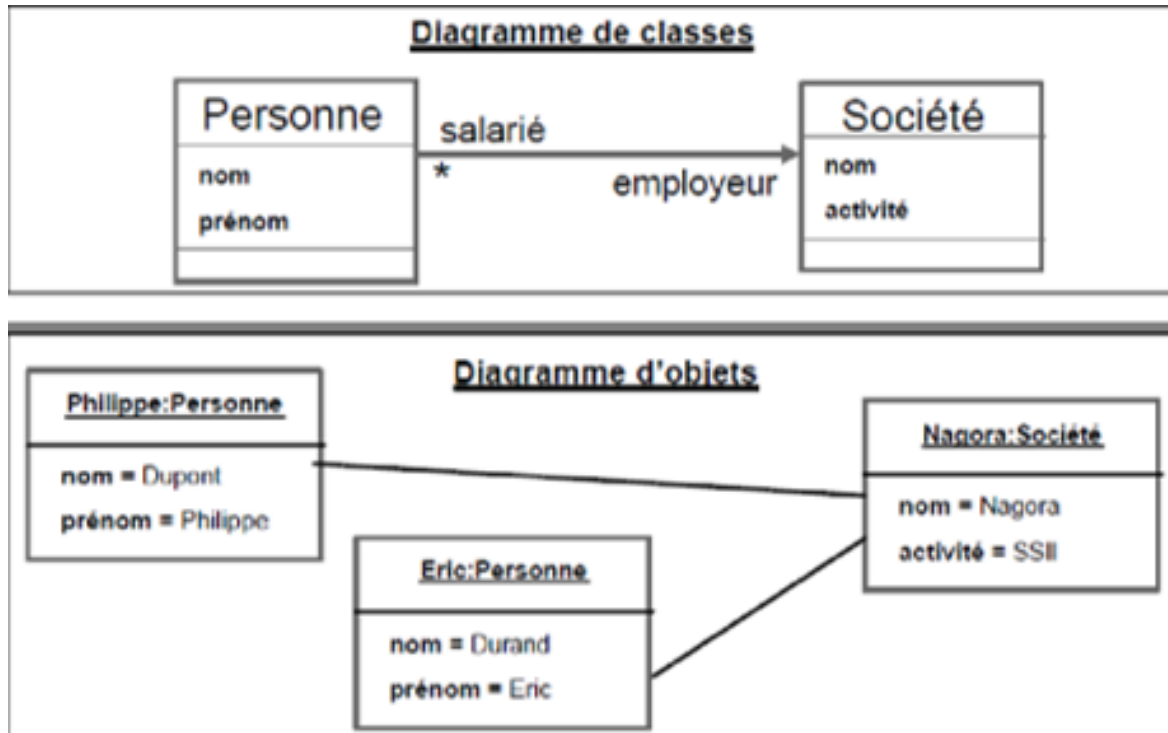 Diagramme de classes
Personne
nom
prénom
salarié
*
employeur
Société
nom
activité
Diagramme d'objets
Philippe:Personne
nom = Dupont
prénom = Philippe
Eric:Personne
nom = Durand
prénom = Eric
Nagora:Société
nom = Nagora
activité = SSII